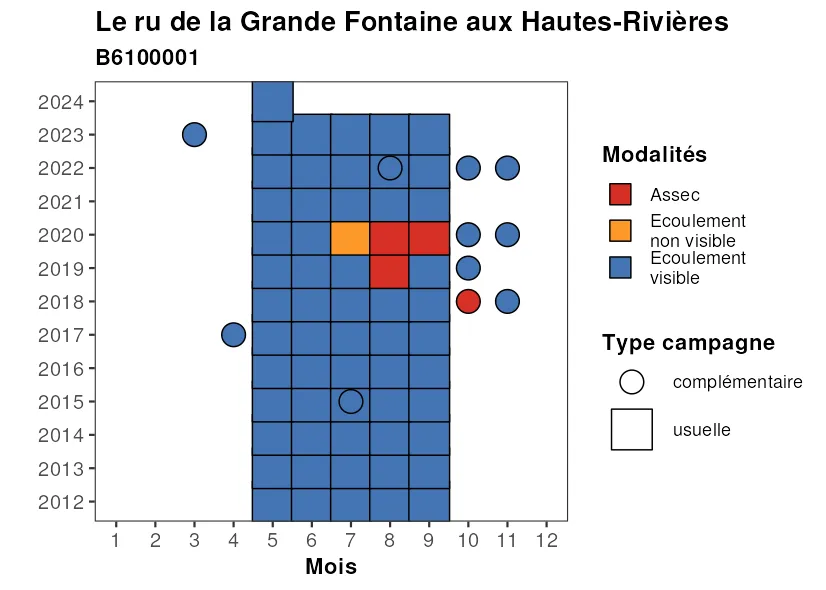 Le ru de la Grande Fontaine aux Hautes-Rivières
B6100001
2024
2023
2022
2021
2020
2019
2018
2017
2016
2015
2014
2013
2012
1 2 3 4 5 6 7 8 9 10 11 12
Mois
Modalités
Assec
Ecoulement
non visible
Ecoulement
visible
Type campagne
complémentaire
usuelle